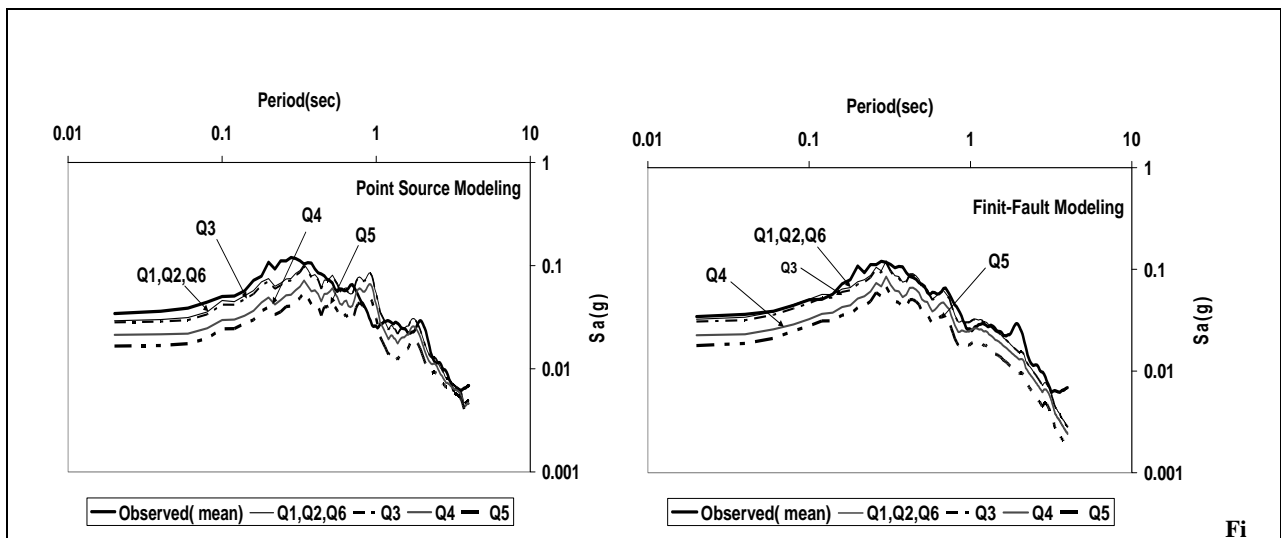 Period(sec)
0.01 0.1 1 10
1
0.1
0.01
0.001
Sa(g)
Point Source Modeling
Q4
Q3
Q5
Q1,Q2,Q6
Observed( mean) Q1,Q2,Q6 Q3 Q4 Q5
Period(sec)
0.01 0.1 1 10
1
0.1
0.01
0.001
Sa(g)
Finit-Fault Modeling
Q1,Q2,Q6
Q3
Q5
Q4
Observed( mean) Q1,Q2,Q6 Q3 Q4 Q5
Fi